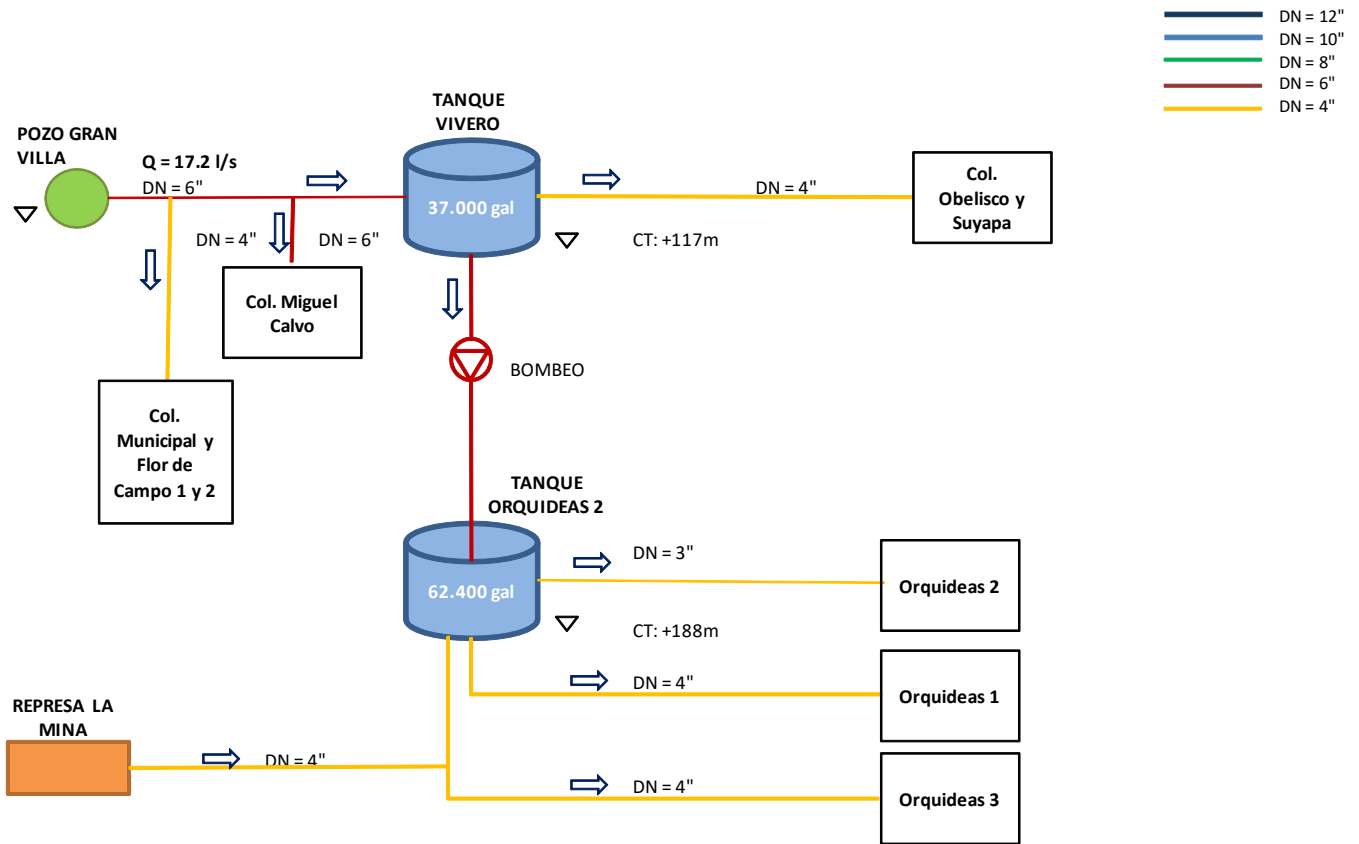 DN = 12"
DN = 10"
DN = 8"
DN = 6"
DN = 4"
TANQUE
VIVERO
POZO GRAN
VILLA
Q = 17.2 l/s
DN = 6"
37.000 gal
DN = 4"
Col.
Obelisco y
Suyapa
DN = 4"
DN = 6"
CT: +117m
Col. Miguel
Calvo
BOMBEO
Col.
Municipal y
Flor de
Campo 1 y 2
TANQUE
ORQUIDEAS 2
62.400 gal
DN = 3"
Orquideas 2
CT: +188m
DN = 4"
Orquideas 1
REPRESA LA
MINA
DN = 4"
DN = 4"
Orquideas 3